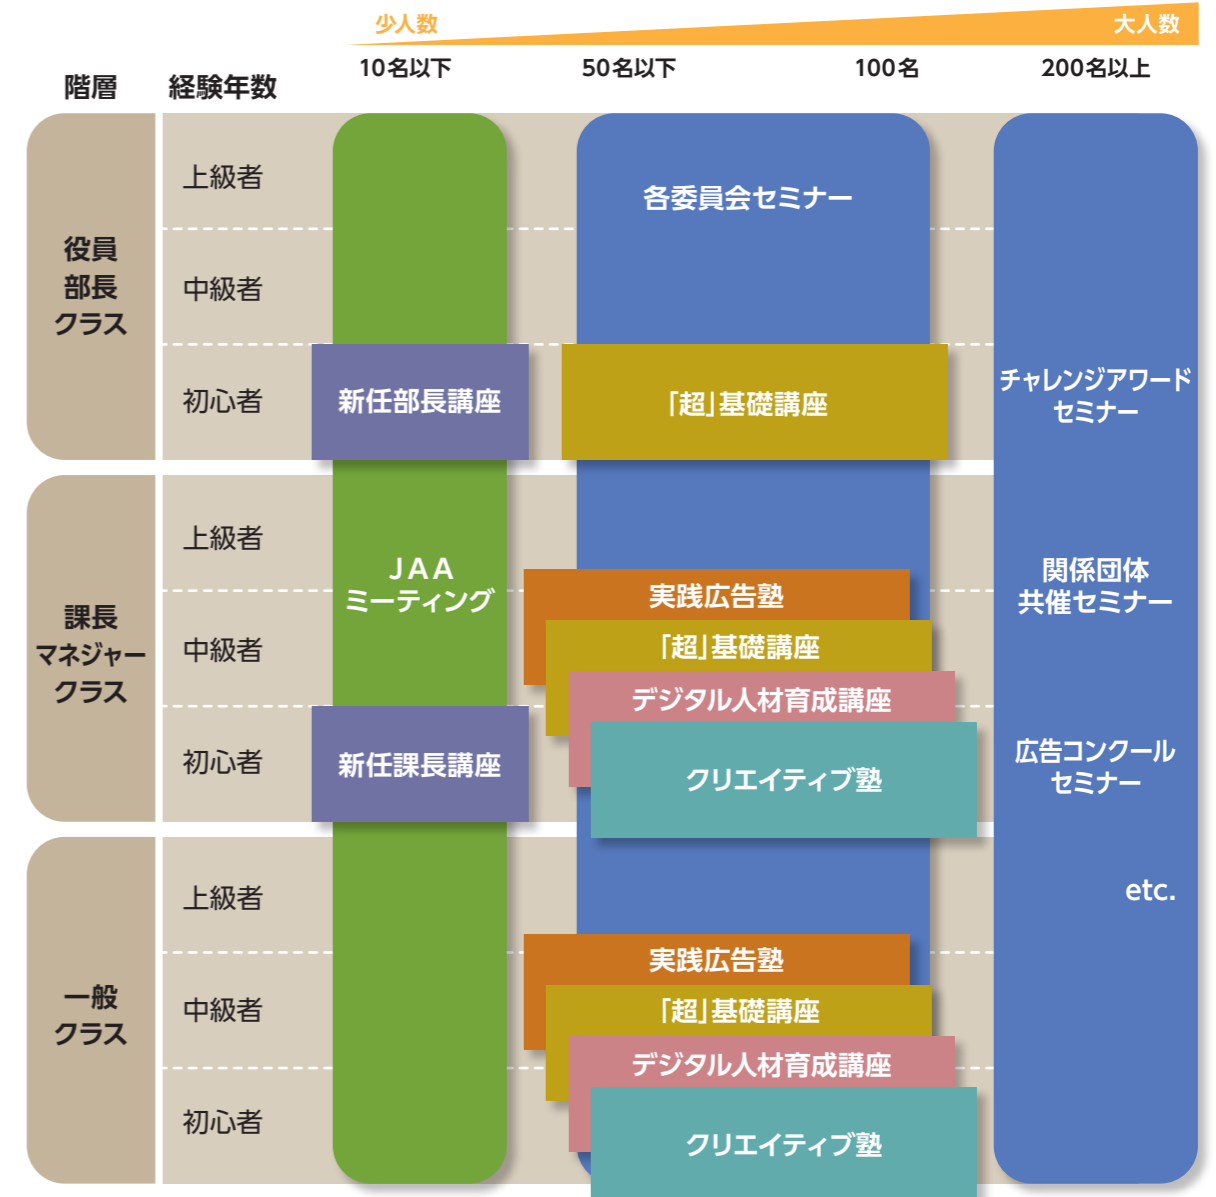 少人数
大人数
10名以下
50名以下
100名
200名以上
階層
経験年数
役員
部長
クラス
上級者
中級者
初心者
各委員会セミナー
新任部長講座
「超」基礎講座
チャレンジアワード
セミナー
課長
マネジャー
クラス
上級者
中級者
初心者
JAA
ミーティング
新任課長講座
実践広告塾
「超」基礎講座
デジタル人材育成講座
クリエイティブ塾
関係団体
共催セミナー
広告コンクール
セミナー
etc.
一般
クラス
上級者
中級者
初心者
実践広告塾
「超」基礎講座
デジタル人材育成講座
クリエイティブ塾